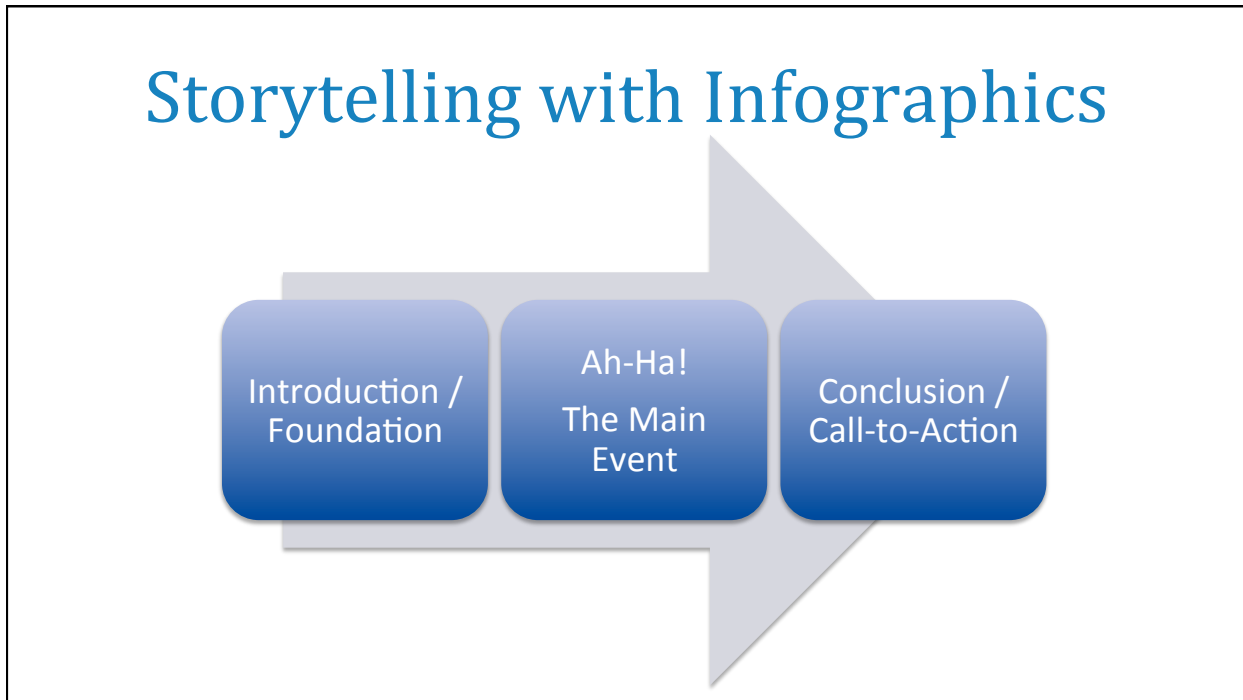 Storytelling with Infographics
Introduction /
Foundation
Ah-Ha!
The Main
Event
Conclusion /
Call-to-Action